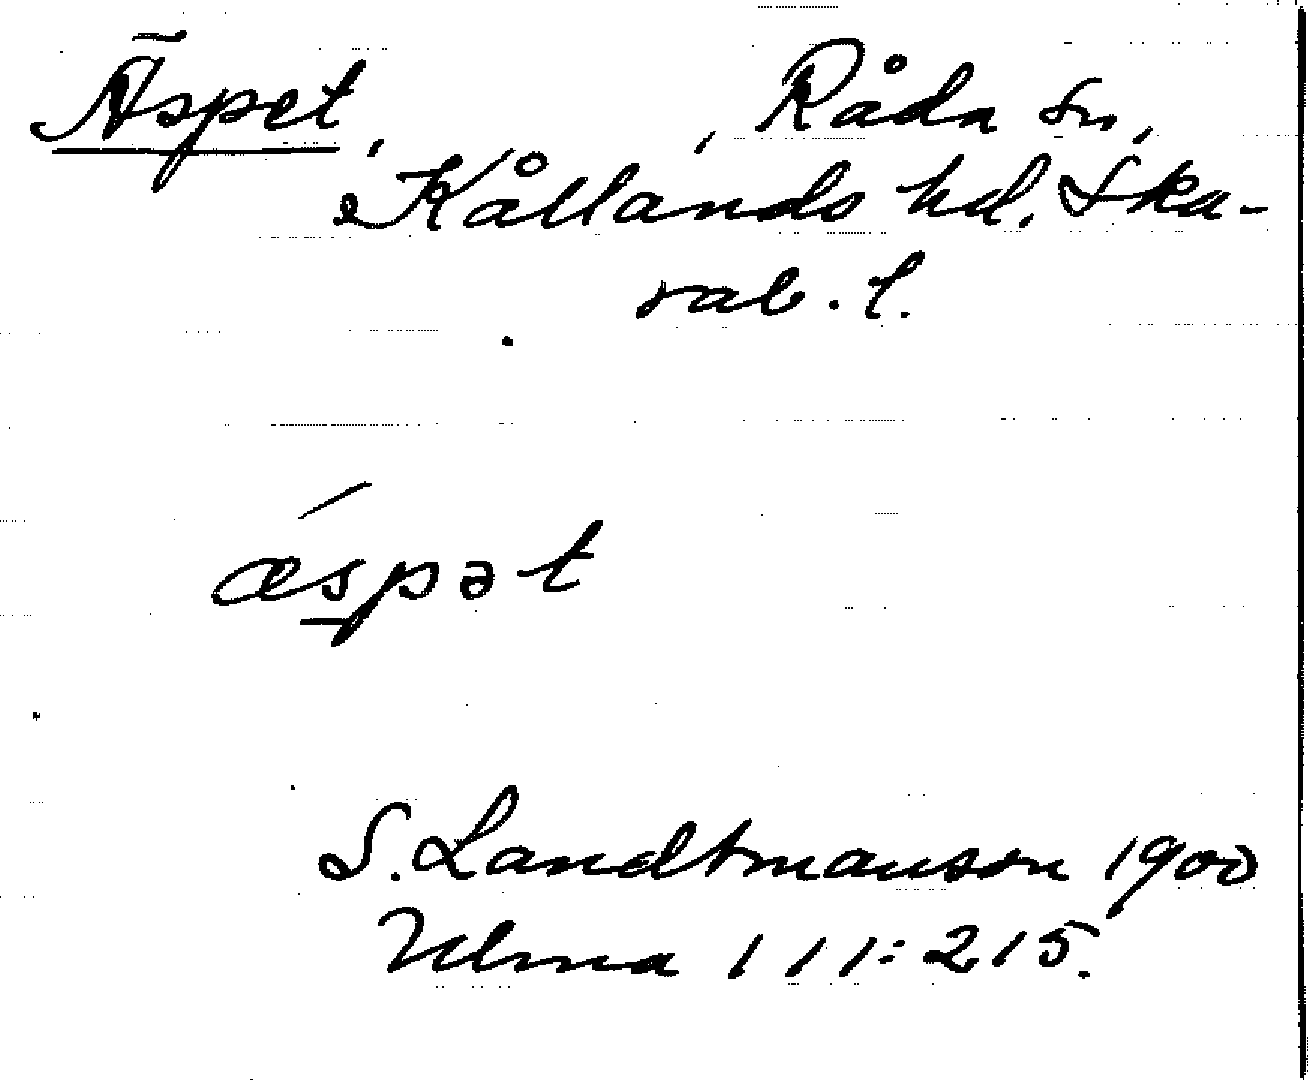 Äspet, , Råda sn,
Kållands hd. Ska-
rab. l.
ǽspət
S. Landtmanson 1900
Ulma 111:215.